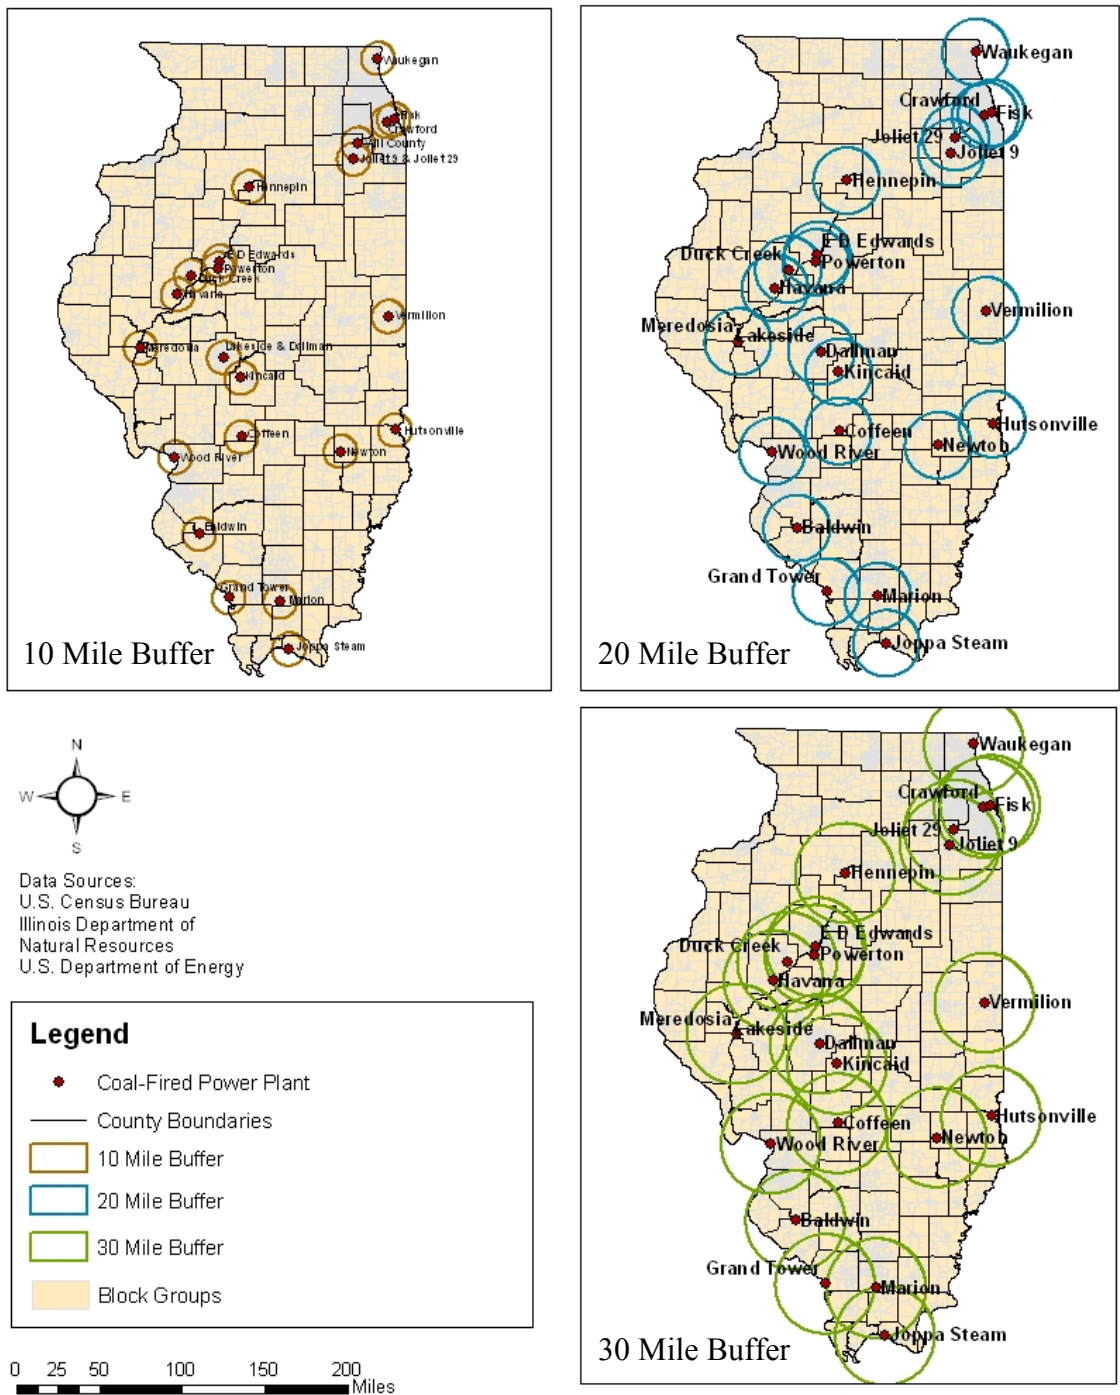 Waukegan
Fisk
Crawford
Will County
Joliet 9 & Joliet 29
Hennepin
E D Edwards
Powerton
Duck Creek
Havana
Vermilion
Meredosia
Lakeside & Dallman
Kincaid
Coffeen
Hutsonville
Newton
Wood River
Baldwin
Grand Tower
Marion
Joppa Steam
10 Mile Buffer
Waukegan
Crawford
Fisk
Joliet 29
Joliet 9
Hennepin
E D Edwards
Duck Creek
Powerton
Havana
Vermilion
Meredosia
Lakeside
Dallman
Kincaid
Coffeen
Hutsonville
Newton
Wood River
Baldwin
Grand Tower
Marion
Joppa Steam
20 Mile Buffer
N
W E
S
Data Sources:
U.S. Census Bureau
Illinois Department of
Natural Resources
U.S. Department of Energy
Legend
Coal-Fired Power Plant
County Boundaries
10 Mile Buffer
20 Mile Buffer
30 Mile Buffer
Block Groups
0 25 50 100 150 200
Miles
Waukegan
Crawford
Fisk
Joliet 29
Joliet 9
Hennepin
E D Edwards
Duck Creek
Powerton
Havana
Vermilion
Meredosia
Lakeside
Dallman
Kincaid
Coffeen
Hutsonville
Newton
Wood River
Baldwin
Grand Tower
Marion
Joppa Steam
30 Mile Buffer